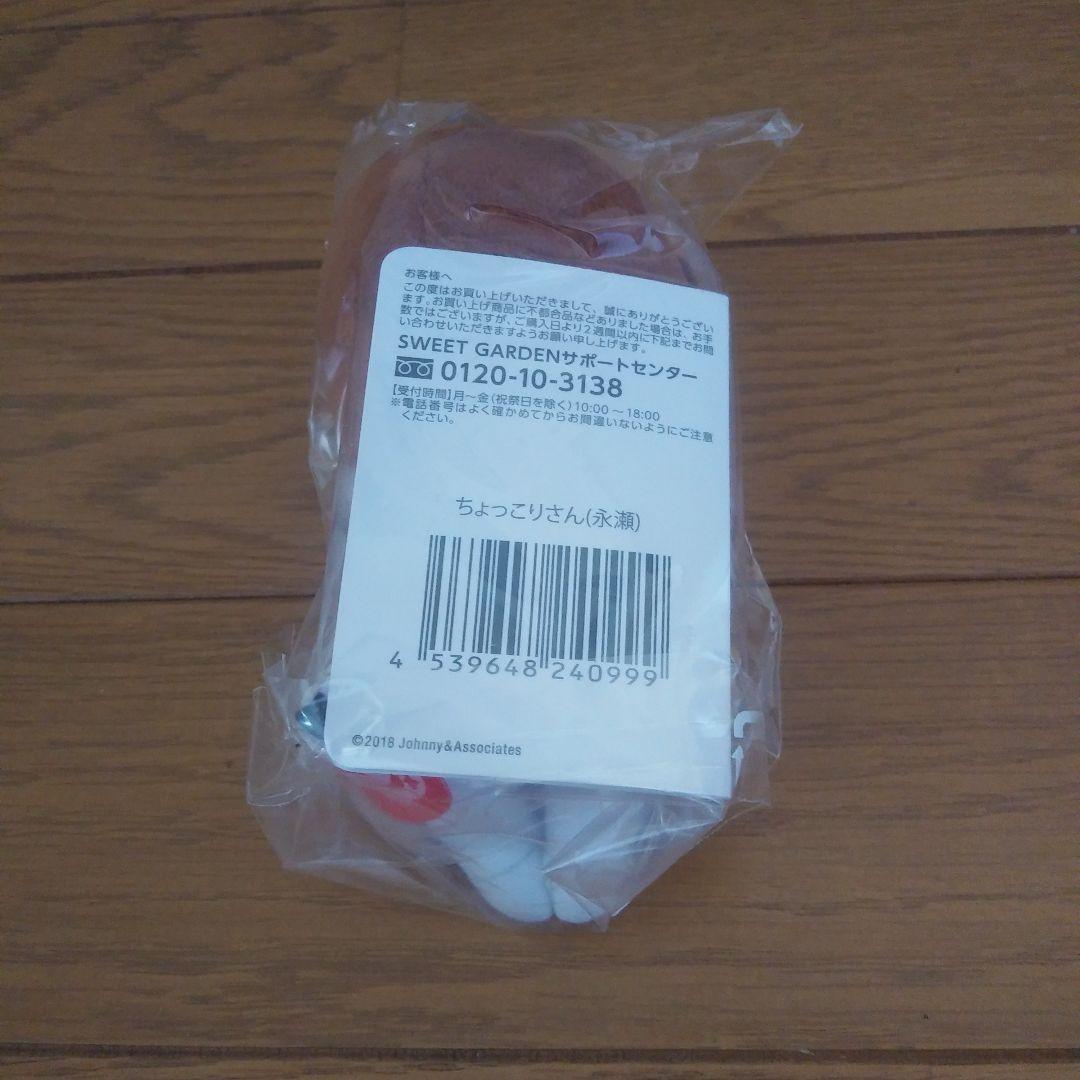 お客様へ
この度はお買い上げいただきまして、誠にありがとうござい
ます。お買い上げ商品に不都合品などありました場合は、お手
数ではございますが、ご購入日より2週間以内に下記までお問
い合わせいただきますようお願い申し上げます。
SWEET GARDENサポートセンター
0120-10-3138
【受付時間】月〜金(祝祭日を除く)10:00〜18:00
※電話番号はよく確かめてからお間違いないようにご注意
ください。
ちょっこりさん(永瀬)
4 539648 240999
©2018 Johnny&Associates